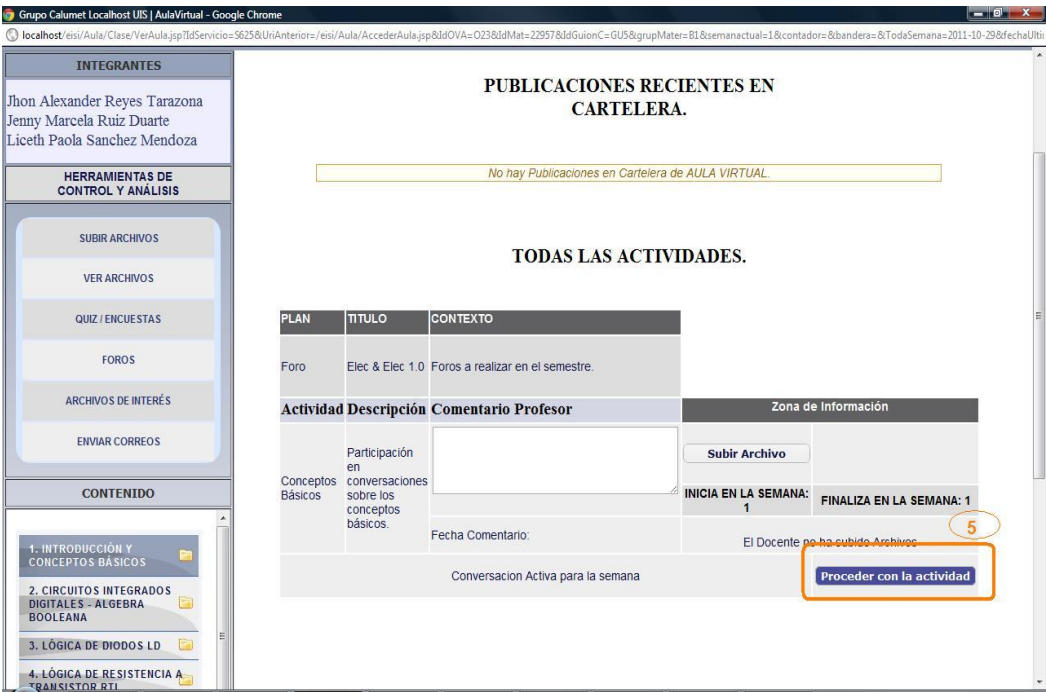 Grupo Calumet Localhost UIS | AulaVirtual - Google Chrome
localhost/eisi/Aula/Clase/VerAula.jsp?IdServicio=S625&UriAnterior=/eisi/Aula/AccederAula.jsp&IdOVA=O23&IdMat=22957&IdGuionC=GU5&grupMater=B1&semanactual=1&contador=&bandera=&TodaSemana=2011-10-29&fechaUlti
INTEGRANTES
Jhon Alexander Reyes Tarazona
Jenny Marcela Ruiz Duarte
Liceth Paola Sanchez Mendoza
HERRAMIENTAS DE
CONTROL Y ANÁLISIS
SUBIR ARCHIVOS
VER ARCHIVOS
QUIZ / ENCUESTAS
FOROS
ARCHIVOS DE INTERÉS
ENVIAR CORREOS
CONTENIDO
1. INTRODUCCIÓN Y
CONCEPTOS BÁSICOS
2. CIRCUITOS INTEGRADOS
DIGITALES - ALGEBRA
BOOLEANA
3. LÓGICA DE DIODOS LD
4. LÓGICA DE RESISTENCIA A
TRANSISTOR RTL
PUBLICACIONES RECIENTES EN
CARTELERA.
No hay Publicaciones en Cartelera de AULA VIRTUAL.
TODAS LAS ACTIVIDADES.
PLAN TITULO CONTEXTO
Foro Elec & Elec 1.0 Foros a realizar en el semestre.
Actividad Descripción Comentario Profesor Zona de Información
Conceptos
Básicos
Participación
en
conversaciones
sobre los
conceptos
básicos.
Subir Archivo
INICIA EN LA SEMANA:
1
FINALIZA EN LA SEMANA: 1
Fecha Comentario:
El Docente no ha subido Archivos
5
Conversacion Activa para la semana
Proceder con la actividad